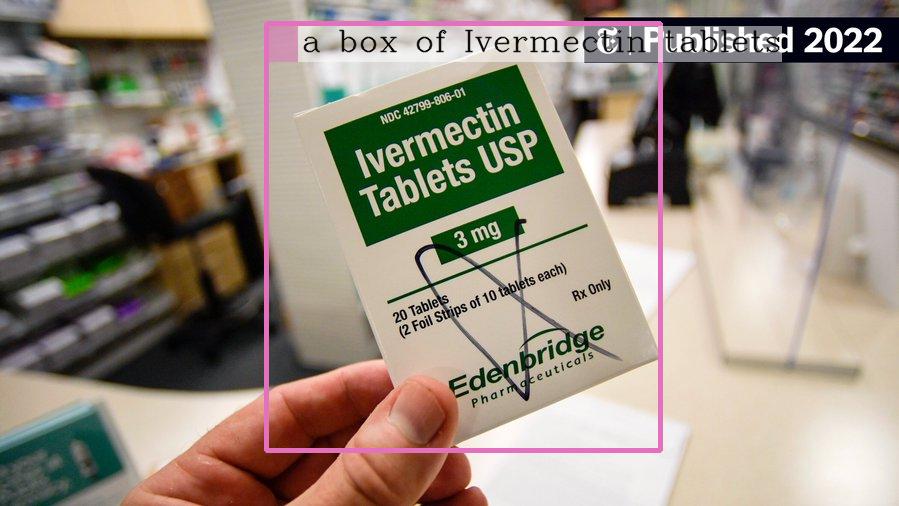 a box of Ivermectin tablets
Published 2022
NDC 42799-806-01
Ivermectin
Tablets USP
3 mg
20 Tablets
(2 Foil Strips of 10 tablets each)
Rx Only
Edenbridge
Pharmaceuticals